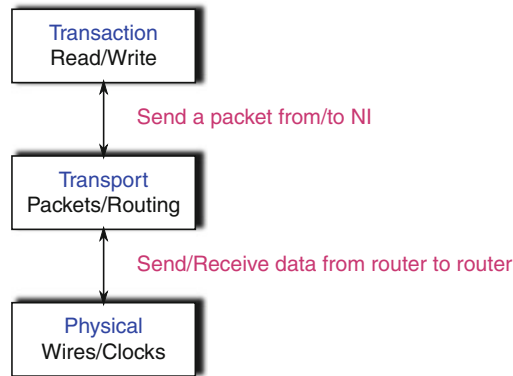 Transaction
Read/Write
Send a packet from/to NI
Transport
Packets/Routing
Send/Receive data from router to router
Physical
Wires/Clocks